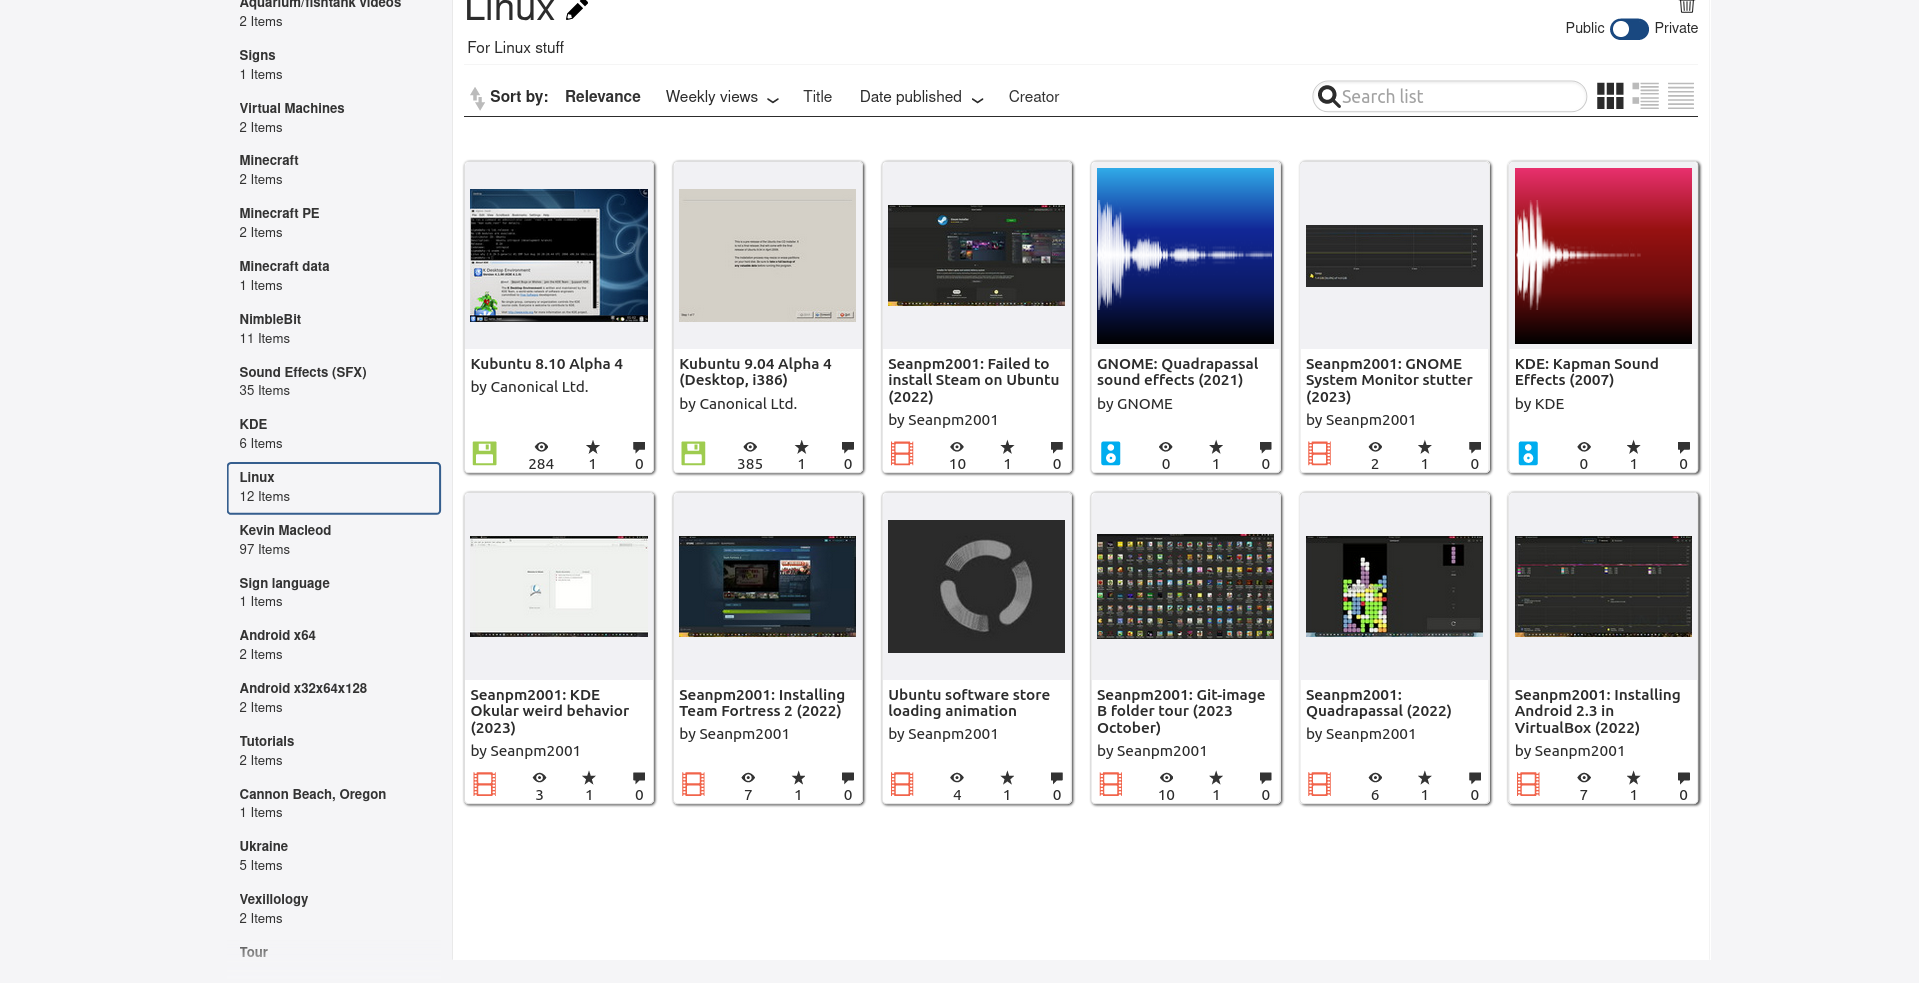 Aquarium/fishtank videos
2 Items
Signs
1 Items
Virtual Machines
2 Items
Minecraft
2 Items
Minecraft PE
2 Items
Minecraft data
1 Items
NimbleBit
11 Items
Sound Effects (SFX)
35 Items
KDE
6 Items
Linux
12 Items
Kevin Macleod
97 Items
Sign language
1 Items
Android x64
2 Items
Android x32x64x128
2 Items
Tutorials
2 Items
Cannon Beach, Oregon
1 Items
Ukraine
5 Items
Vexillology
2 Items
Tour
Linux
Public Private
For Linux stuff
Sort by: Relevance Weekly views Title Date published Creator
Search list
Kubuntu 8.10 Alpha 4
by Canonical Ltd.
284 1 0
Kubuntu 9.04 Alpha 4
(Desktop, i386)
by Canonical Ltd.
385 1 0
Seanpm2001: Failed to
install Steam on Ubuntu
(2022)
by Seanpm2001
10 1 0
GNOME: Quadrapassal
sound effects (2021)
by GNOME
0 1 0
Seanpm2001: GNOME
System Monitor stutter
(2023)
by Seanpm2001
2 1 0
KDE: Kapman Sound
Effects (2007)
by KDE
0 1 0
Seanpm2001: KDE
Okular weird behavior
(2023)
by Seanpm2001
3 1 0
Seanpm2001: Installing
Team Fortress 2 (2022)
by Seanpm2001
7 1 0
Ubuntu software store
loading animation
by Seanpm2001
4 1 0
Seanpm2001: Git-image
B folder tour (2023
October)
by Seanpm2001
10 1 0
Seanpm2001:
Quadrapassal (2022)
by Seanpm2001
6 1 0
Seanpm2001: Installing
Android 2.3 in
VirtualBox (2022)
by Seanpm2001
7 1 0